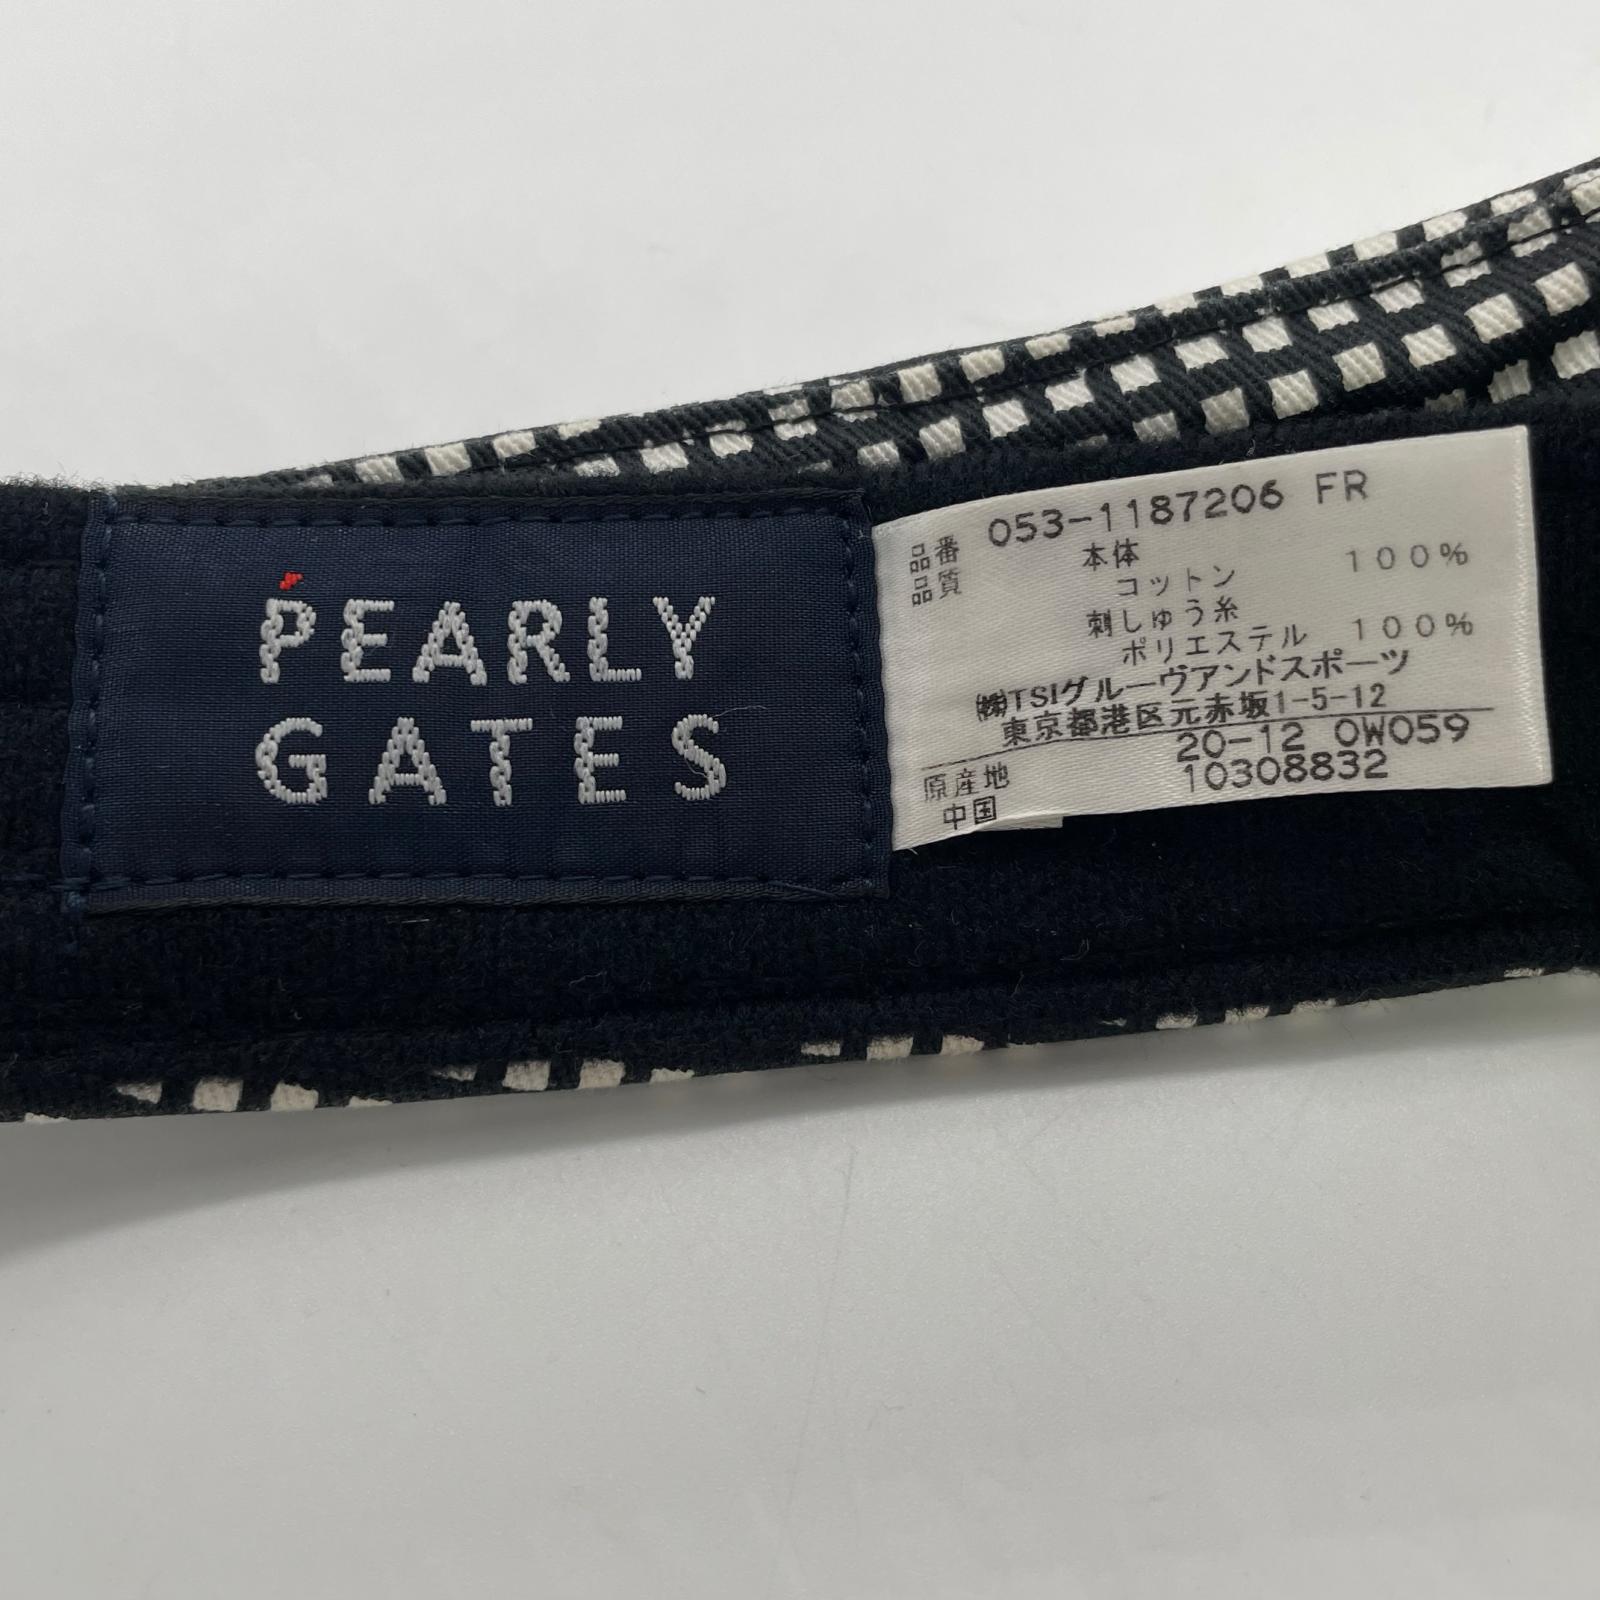 PEARLY
GATES
品番 053-1187206 FR
品質 本体
コットン 100%
刺しゅう糸
ポリエステル 100%
㈱TSIグルーヴアンドスポーツ
東京都港区元赤坂1-5-12
20-12 0W059
原産地 10308832
中国